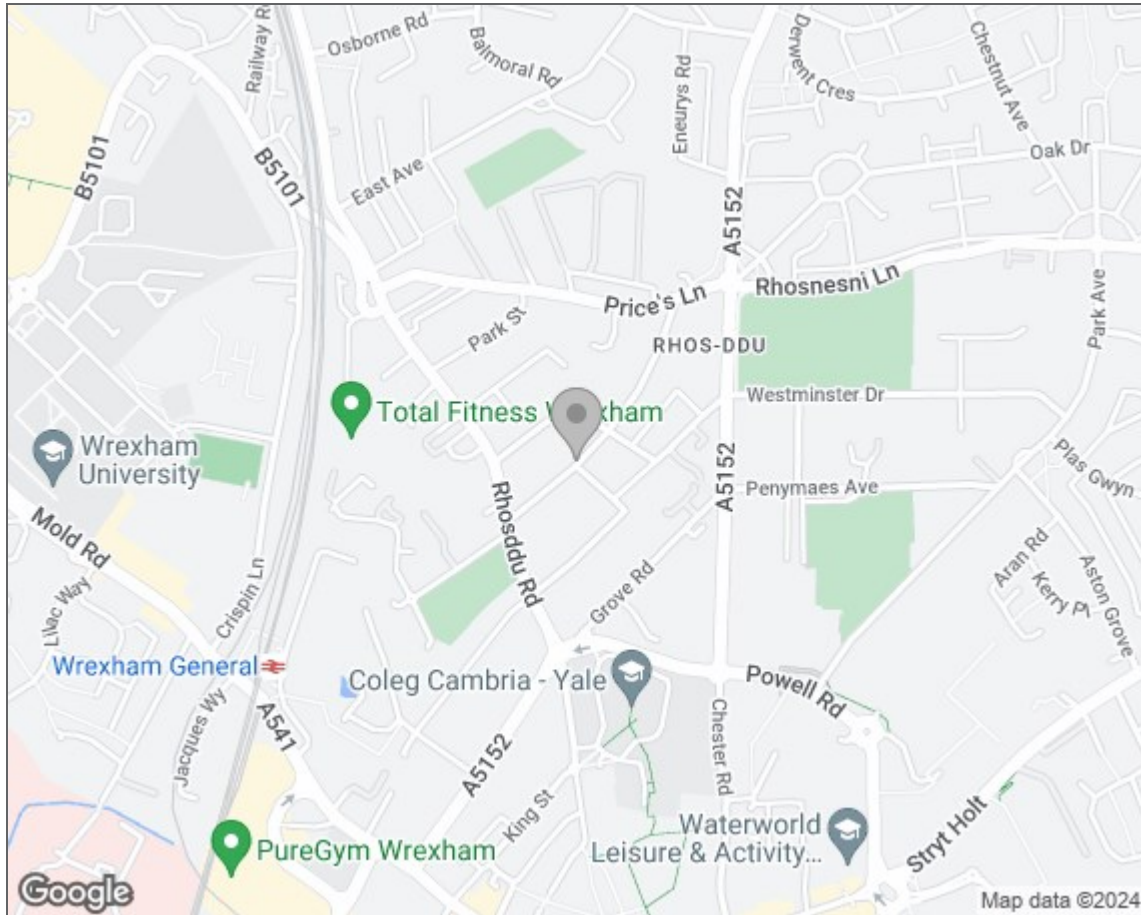 Osborne Rd
Railway Rd
Balmoral Rd
Eneurys Rd
Derwent Cres
Chestnut Ave
Oak Dr
B5101
B5101
East Ave
A5152
Price's Ln
Rhosnesni Ln
Park Ave
Park St
RHOS-DDU
Westminster Dr
Total Fitness Wrexham
Wrexham
University
Rhosddu Rd
A5152
Penymaes Ave
Plas Gwyn
Mold Rd
Aran Rd
Kerry Pl
Aston Grove
Lilac Way
Crispin Ln
Grove Rd
Wrexham General
Coleg Cambria - Yale
Powell Rd
Jacques Wy
A541
A5152
Chester Rd
King St
Waterworld
Leisure & Activity...
Stryt Holt
PureGym Wrexham
Google
Map data ©2024